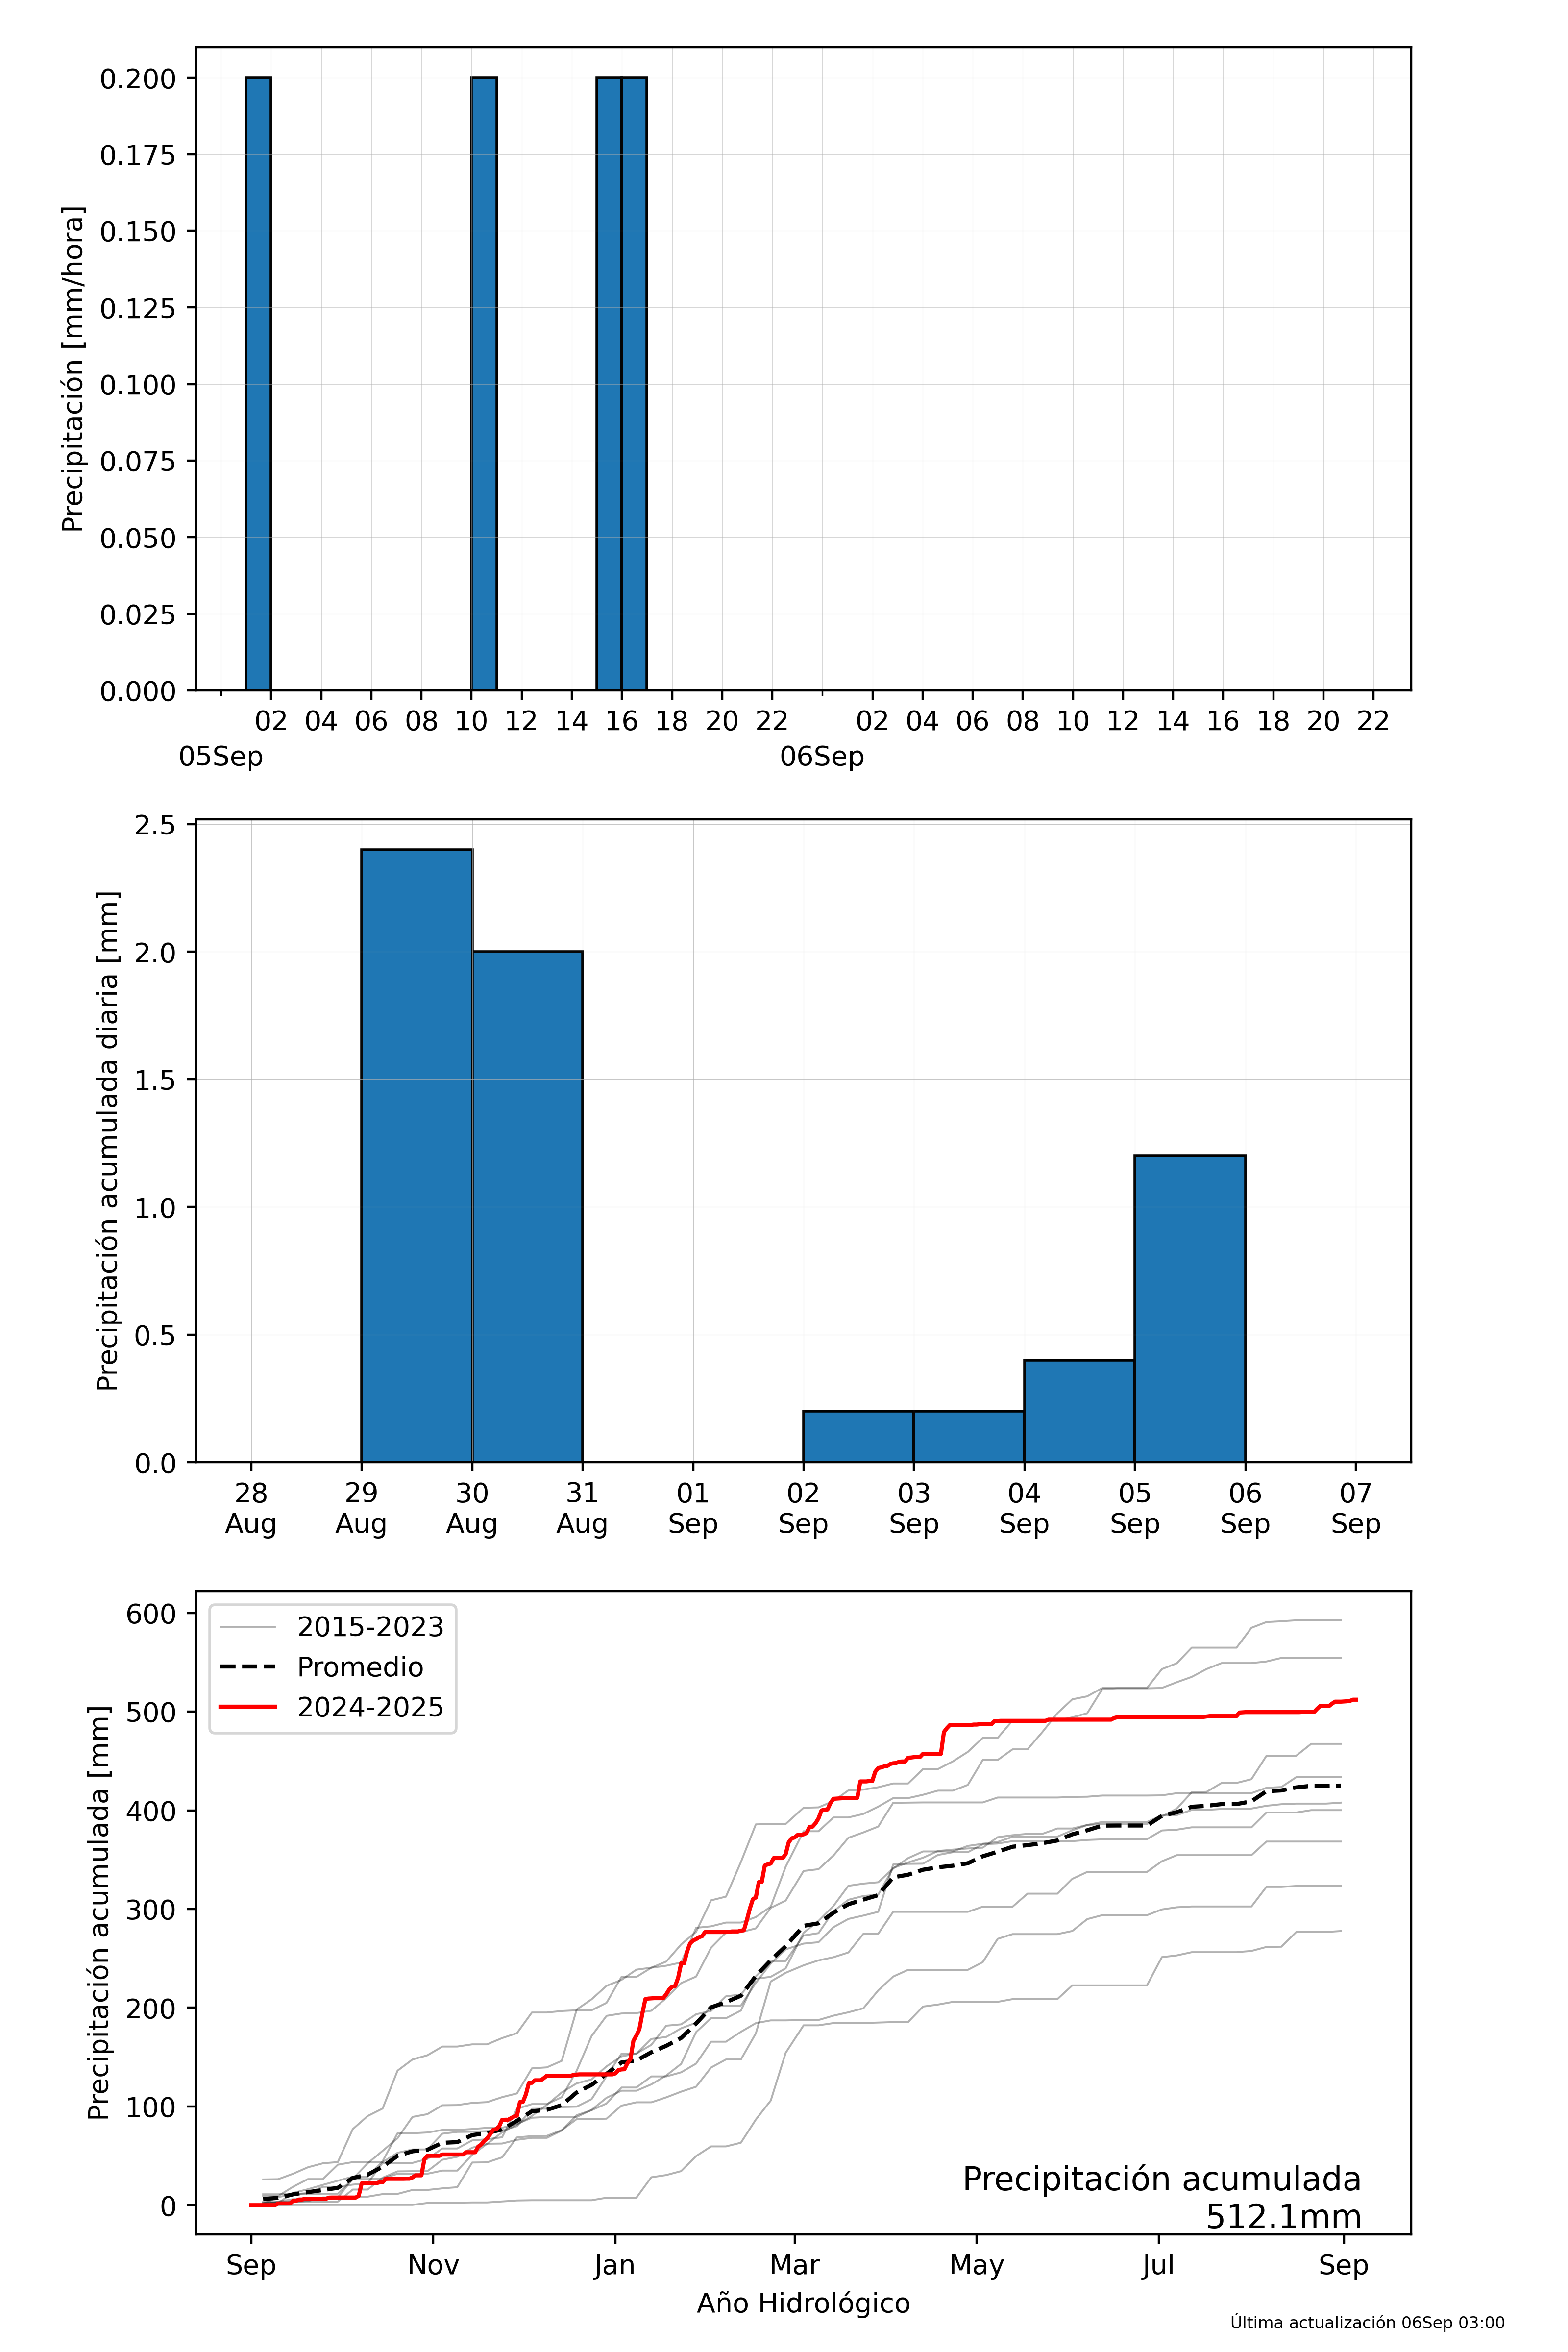 Precipitación [mm/hora]
0.200
0.175
0.150
0.125
0.100
0.075
0.050
0.025
0.000
02 04 06 08 10 12 14 16 18 20 22 02 04 06 08 10 12 14 16 18 20 22
05Sep 06Sep
Precipitación acumulada diaria [mm]
2.5
2.0
1.5
1.0
0.5
0.0
28 29 30 31 01 02 03 04 05 06 07
Aug Aug Aug Aug Sep Sep Sep Sep Sep Sep Sep
Precipitación acumulada [mm]
600
500
400
300
200
100
0
2015-2023
Promedio
2024-2025
Precipitación acumulada
512.1mm
Sep Nov Jan Mar May Jul Sep
Año Hidrológico
Última actualización 06Sep 03:00